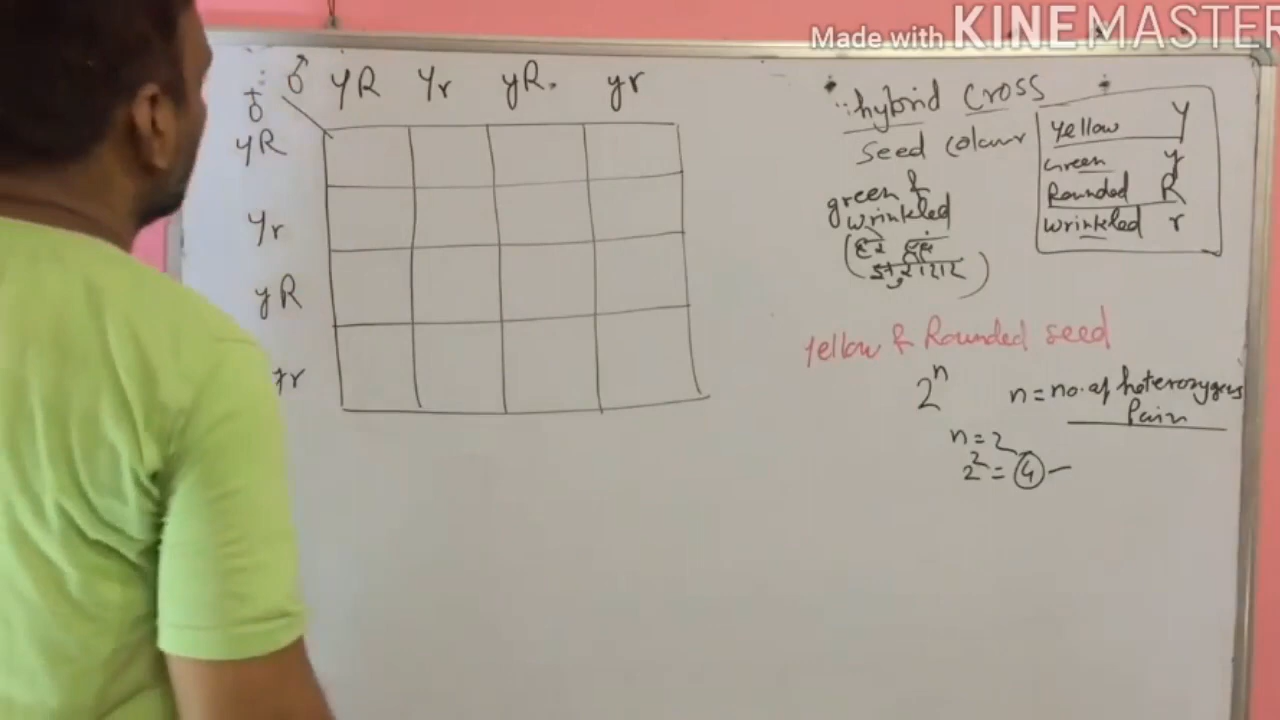 Made with KINEMASTER
♂ YR Yr yR. yr
♀
YR
Yr
yR
hybrid Cross
Seed colour
green &
wrinkled
Yellow Y
Green y
Rounded R
Wrinkled r
Yellow & Rounded seed
2ⁿ n = no. of heterozygous
Pair
n = 2
2² = 4 —